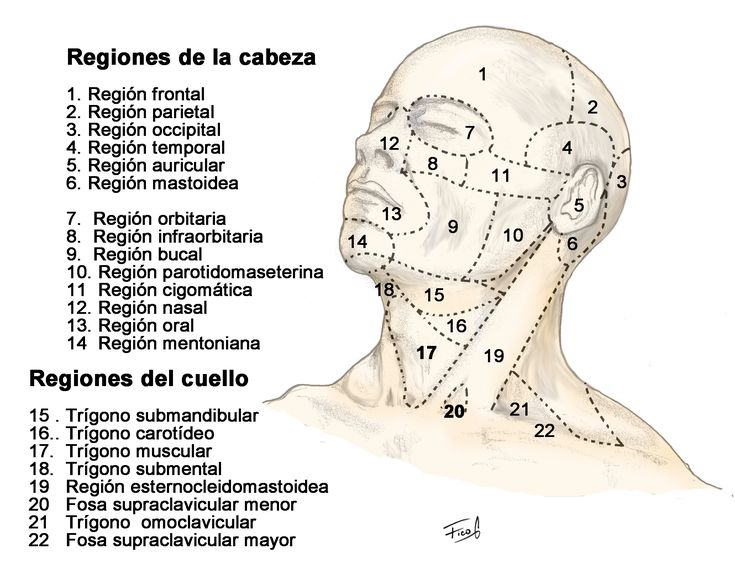 Regiones de la cabeza
1. Región frontal
2. Región parietal
3. Región occipital
4. Región temporal
5. Región auricular
6. Región mastoidea
7. Región orbitaria
8. Región infraorbitaria
9. Región bucal
10. Región parotidomaseterina
11 Región cigomática
12. Región nasal
13. Región oral
14 Región mentoniana
Regiones del cuello
15 . Trígono submandibular
16.. Trígono carotídeo
17. Trígono muscular
18. Trígono submental
19 Región esternocleidomastoidea
20 Fosa supraclavicular menor
21 Trígono omoclavicular
22 Fosa supraclavicular mayor
1
2
7
12
4
8
11
3
5
13
9
10
14
6
18
15
16
17
19
20
21
22
Fico